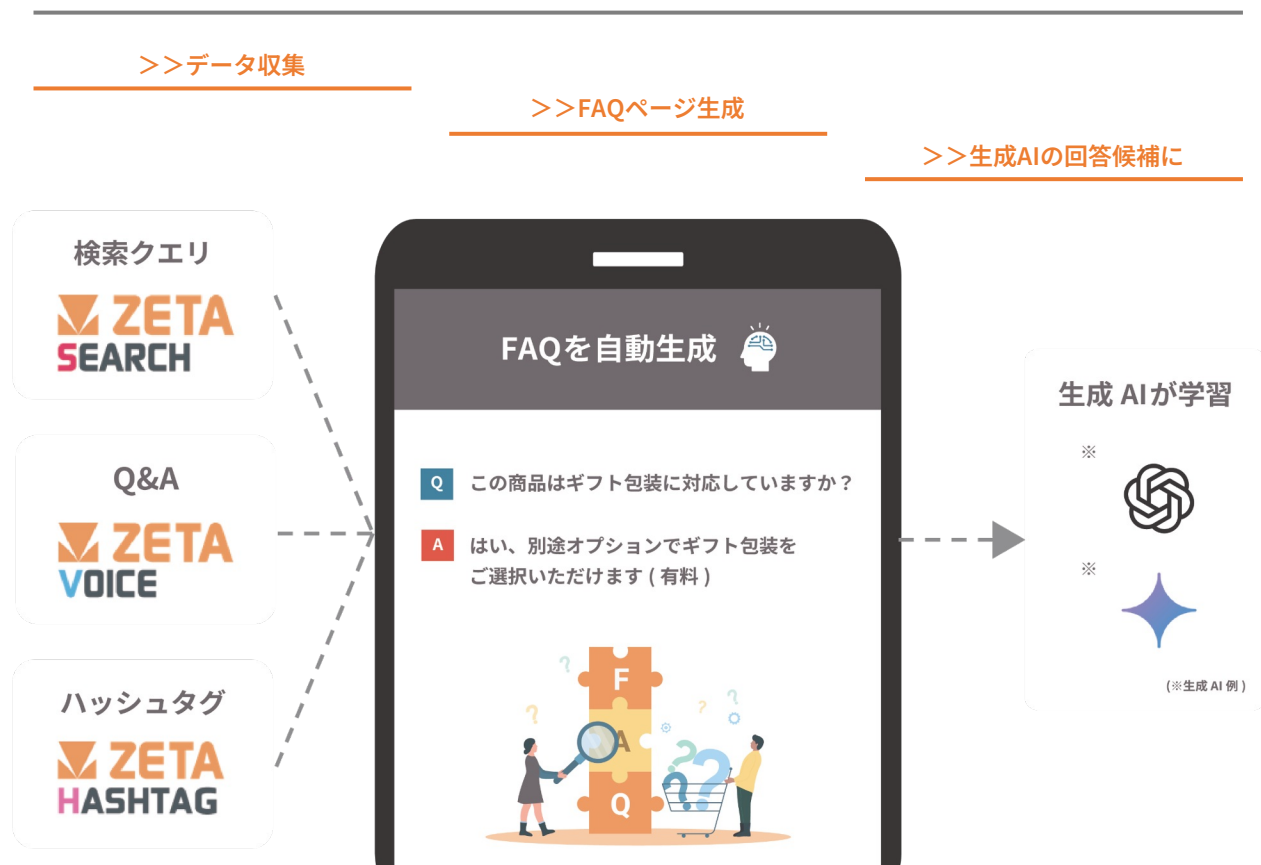 ＞＞データ収集
＞＞FAQページ生成
＞＞生成AIの回答候補に
検索クエリ
ZETA
SEARCH
Q&A
ZETA
VOICE
ハッシュタグ
ZETA
HASHTAG
FAQを自動生成
Q この商品はギフト包装に対応していますか？
A はい、別途オプションでギフト包装を
ご選択いただけます ( 有料 )
?
?
?
?
F
A
Q
???
生成 AIが学習
※
※
(※生成 AI 例 )